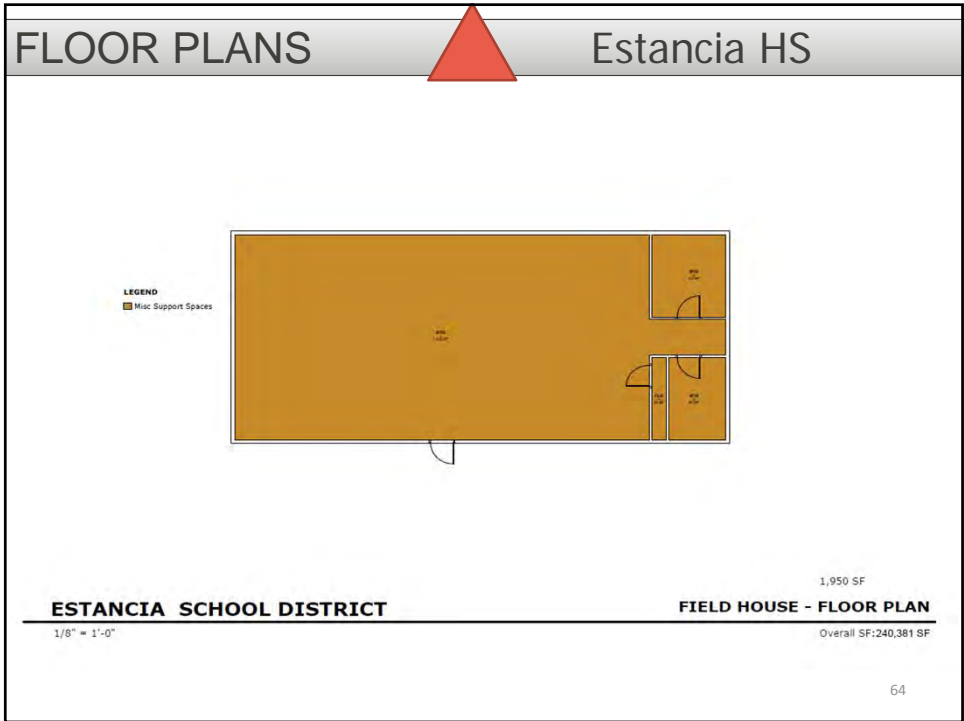 FLOOR PLANS
Estancia HS
LEGEND
Misc Support Spaces
1,950 SF
ESTANCIA SCHOOL DISTRICT
FIELD HOUSE - FLOOR PLAN
1/8" = 1'-0"
Overall SF:240,381 SF
64